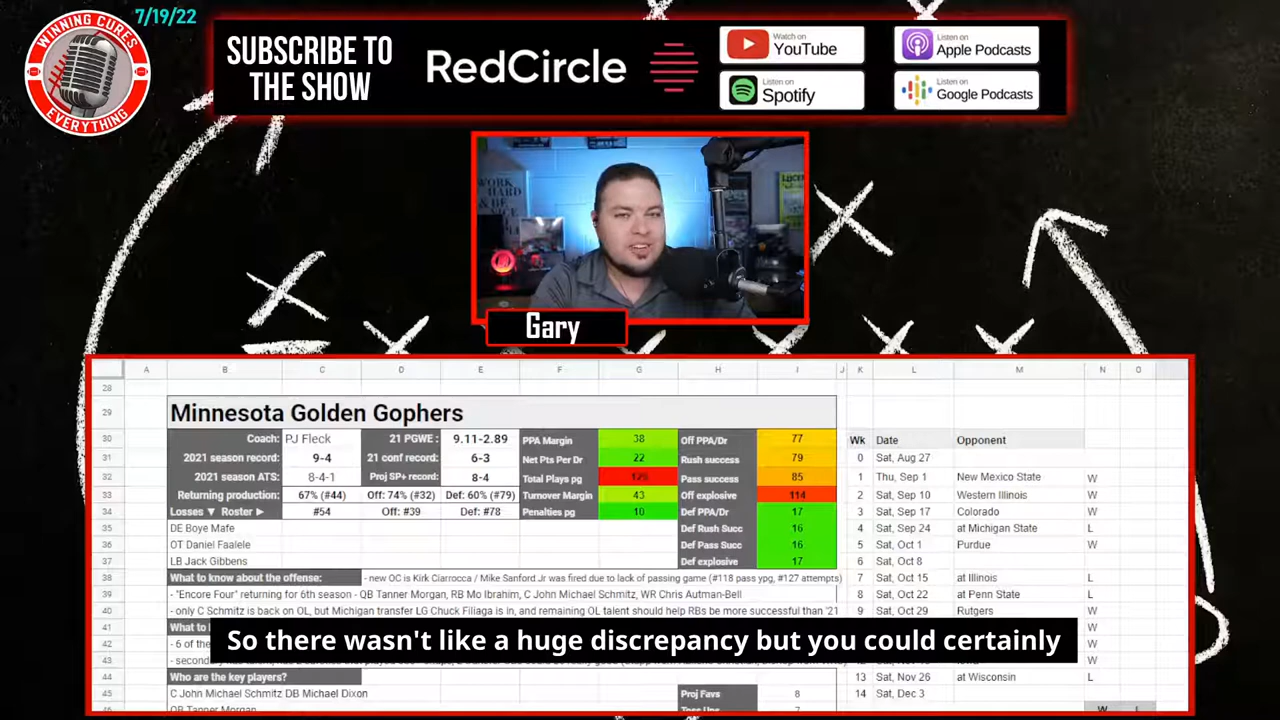 7/19/22
WINNING CURES
EVERYTHING
SUBSCRIBE TO
THE SHOW
RedCircle
Watch on
YouTube
Listen on
Spotify
Listen on
Apple Podcasts
Listen on
Google Podcasts
WORK
HARD
Gary
A B C D E F G H I J K L M N O
28
29 Minnesota Golden Gophers
30 Coach: PJ Fleck 21 PGWE : 9.11-2.89 PPA Margin 38 Off PPA/Dr 77 Wk Date Opponent
31 2021 season record: 9-4 21 conf record: 6-3 Net Pts Per Dr 22 Rush success 79 0 Sat, Aug 27
32 2021 season ATS: 8-4-1 Proj SP+ record: 8-4 Total Plays pg Pass success 85 1 Thu, Sep 1 New Mexico State W
33 Returning production: 67% (#44) Off: 74% (#32) Def: 60% (#79) Turnover Margin 43 Off explosive 114 2 Sat, Sep 10 Western Illinois W
34 Losses ▼ Roster ► #54 Off: #39 Def: #78 Penalties pg 10 Def PPA/Dr 17 3 Sat, Sep 17 Colorado W
35 DE Boye Mafe Def Rush Succ 16 4 Sat, Sep 24 at Michigan State L
36 OT Daniel Faalele Def Pass Succ 16 5 Sat, Oct 1 Purdue W
37 LB Jack Gibbens Def explosive 17 6 Sat, Oct 8
38 What to know about the offense: - new OC is Kirk Ciarrocca / Mike Sanford Jr was fired due to lack of passing game (#118 pass ypg, #127 attempts) 7 Sat, Oct 15 at Illinois L
39 - "Encore Four" returning for 6th season - QB Tanner Morgan, RB Mo Ibrahim, C John Michael Schmitz, WR Chris Autman-Bell 8 Sat, Oct 22 at Penn State L
40 - only C Schmitz is back on OL, but Michigan transfer LG Chuck Filiaga is in, and remaining OL talent should help RBs be more successful than '21 9 Sat, Oct 29 Rutgers W
41 What to W
42 - 6 of the W
43 W
So there wasn't like a huge discrepancy but you could certainly
44 Who are the key players? 13 Sat, Nov 26 at Wisconsin L
45 C John Michael Schmitz DB Michael Dixon Proj Favs 8 14 Sat, Dec 3
QB Tanner Morgan W L